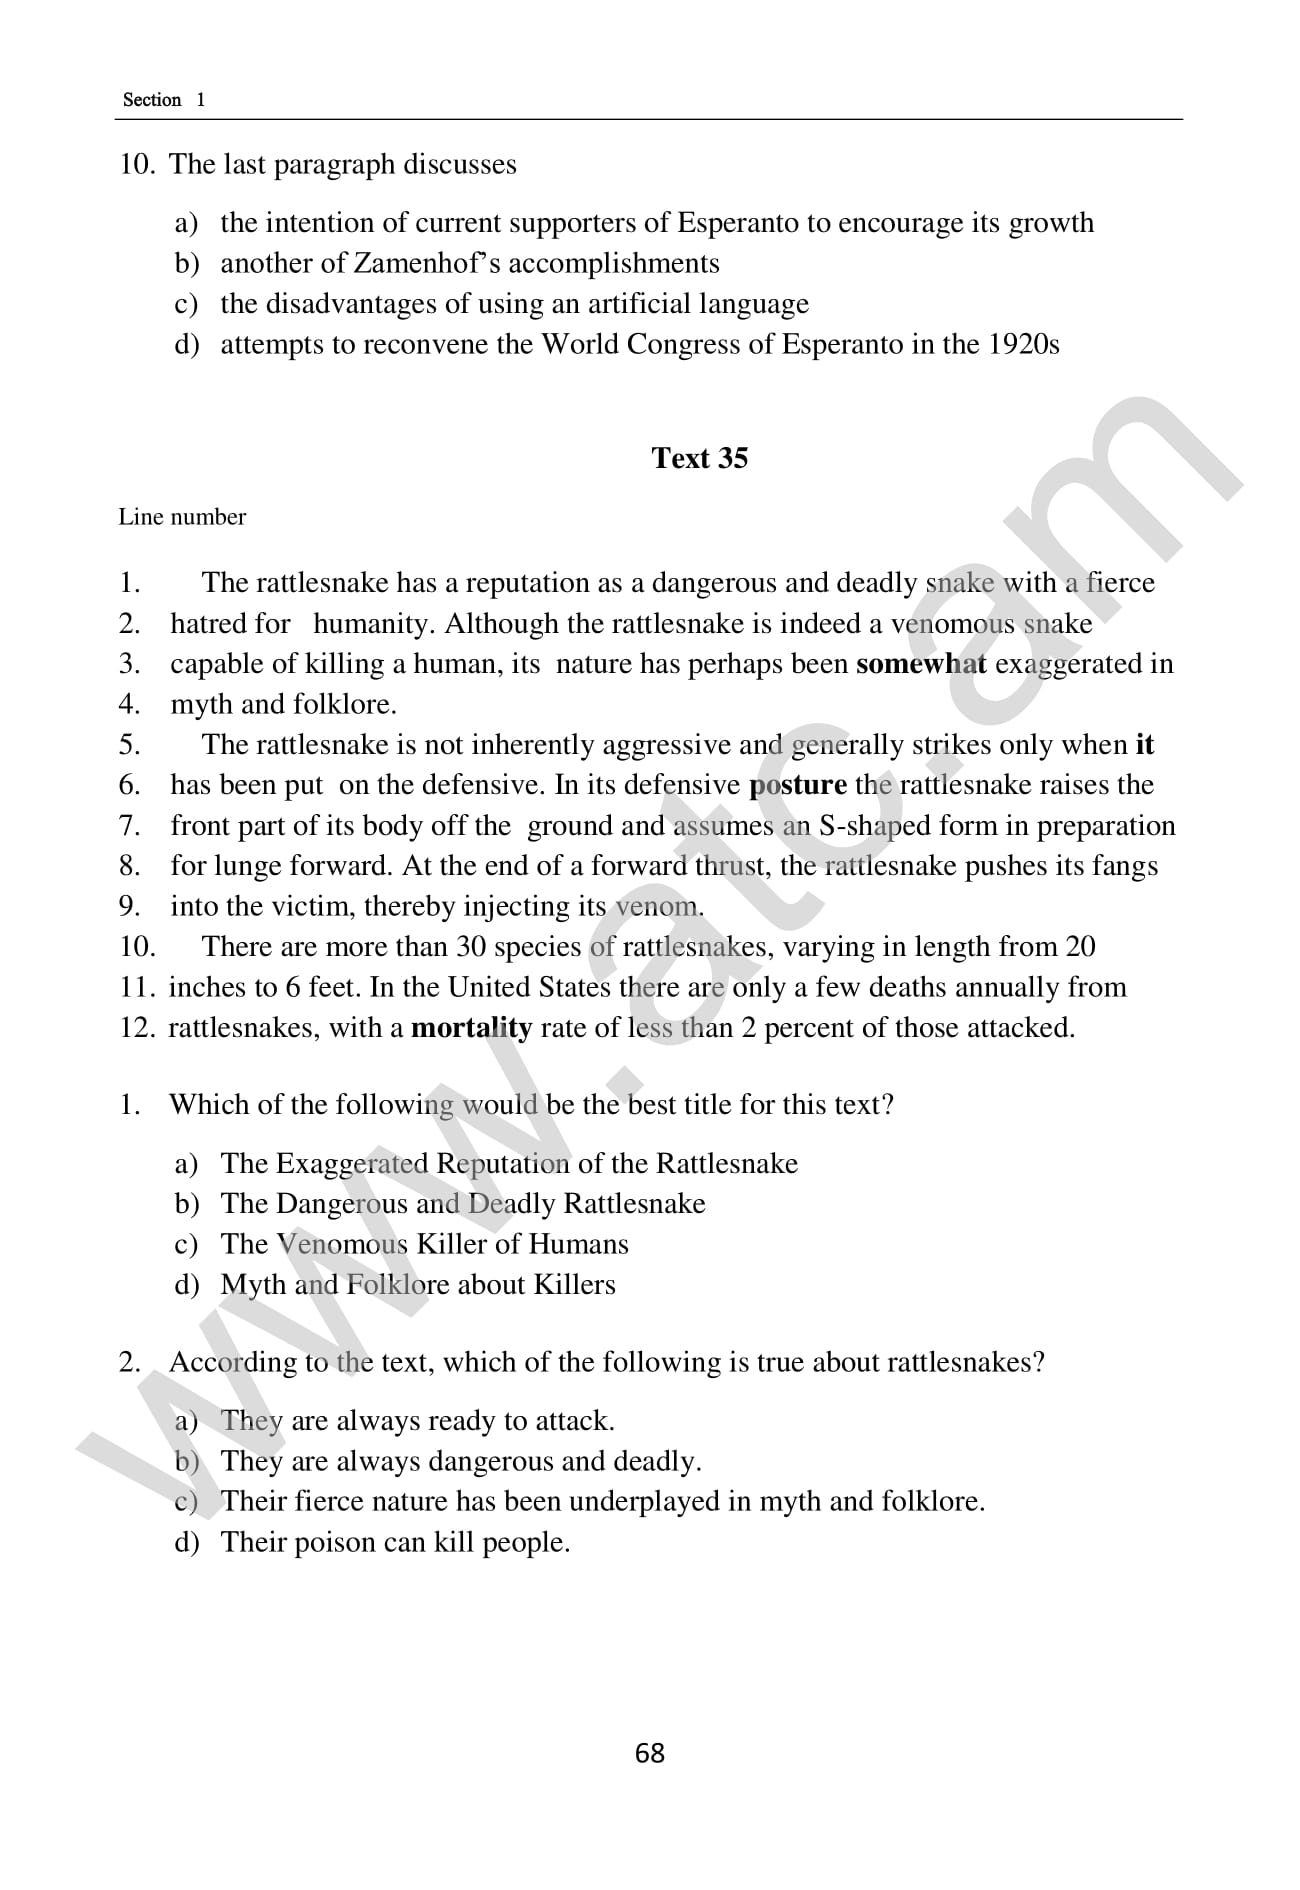 Section 1
10. The last paragraph discusses
a) the intention of current supporters of Esperanto to encourage its growth
b) another of Zamenhof's accomplishments
c) the disadvantages of using an artificial language
d) attempts to reconvene the World Congress of Esperanto in the 1920s
Text 35
Line number
1. The rattlesnake has a reputation as a dangerous and deadly snake with a fierce
2. hatred for humanity. Although the rattlesnake is indeed a venomous snake
3. capable of killing a human, its nature has perhaps been somewhat exaggerated in
4. myth and folklore.
5. The rattlesnake is not inherently aggressive and generally strikes only when it
6. has been put on the defensive. In its defensive posture the rattlesnake raises the
7. front part of its body off the ground and assumes an S-shaped form in preparation
8. for lunge forward. At the end of a forward thrust, the rattlesnake pushes its fangs
9. into the victim, thereby injecting its venom.
10. There are more than 30 species of rattlesnakes, varying in length from 20
11. inches to 6 feet. In the United States there are only a few deaths annually from
12. rattlesnakes, with a mortality rate of less than 2 percent of those attacked.
1. Which of the following would be the best title for this text?
a) The Exaggerated Reputation of the Rattlesnake
b) The Dangerous and Deadly Rattlesnake
c) The Venomous Killer of Humans
d) Myth and Folklore about Killers
2. According to the text, which of the following is true about rattlesnakes?
a) They are always ready to attack.
b) They are always dangerous and deadly.
c) Their fierce nature has been underplayed in myth and folklore.
d) Their poison can kill people.
68
www.atc.am